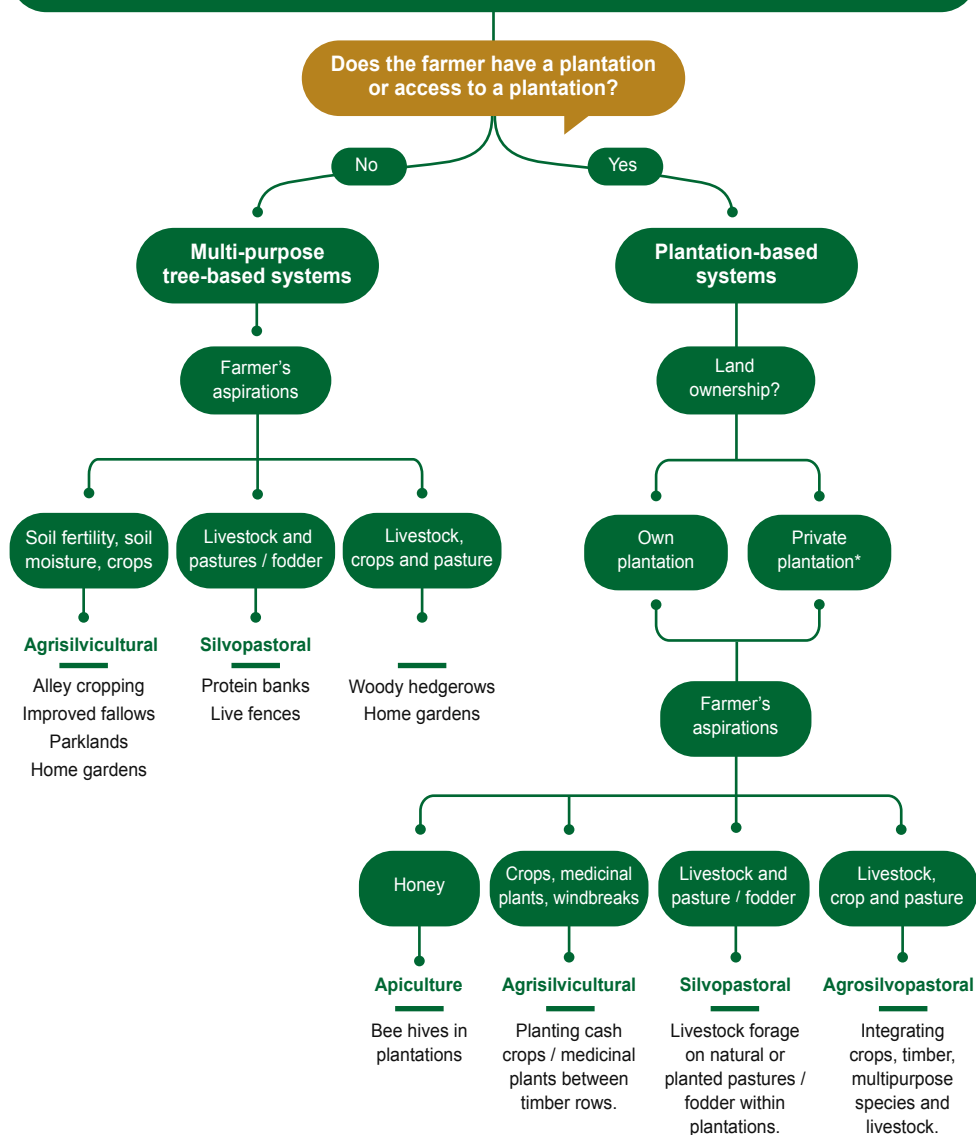 Does the farmer have a plantation
or access to a plantation?
No
Yes
Multi-purpose
tree-based systems
Plantation-based
systems
Farmer's
aspirations
Land
ownership?
Soil fertility, soil
moisture, crops
Livestock and
pastures / fodder
Livestock,
crops and pasture
Own
plantation
Private
plantation*
Agrisilvicultural
Alley cropping
Improved fallows
Parklands
Home gardens
Silvopastoral
Protein banks
Live fences
Woody hedgerows
Home gardens
Farmer's
aspirations
Honey
Crops, medicinal
plants, windbreaks
Livestock and
pasture / fodder
Livestock,
crop and pasture
Apiculture
Bee hives in
plantations
Agrisilvicultural
Planting cash
crops / medicinal
plants between
timber rows.
Silvopastoral
Livestock forage
on natural or
planted pastures /
fodder within
plantations.
Agrosilvopastoral
Integrating
crops, timber,
multipurpose
species and
livestock.